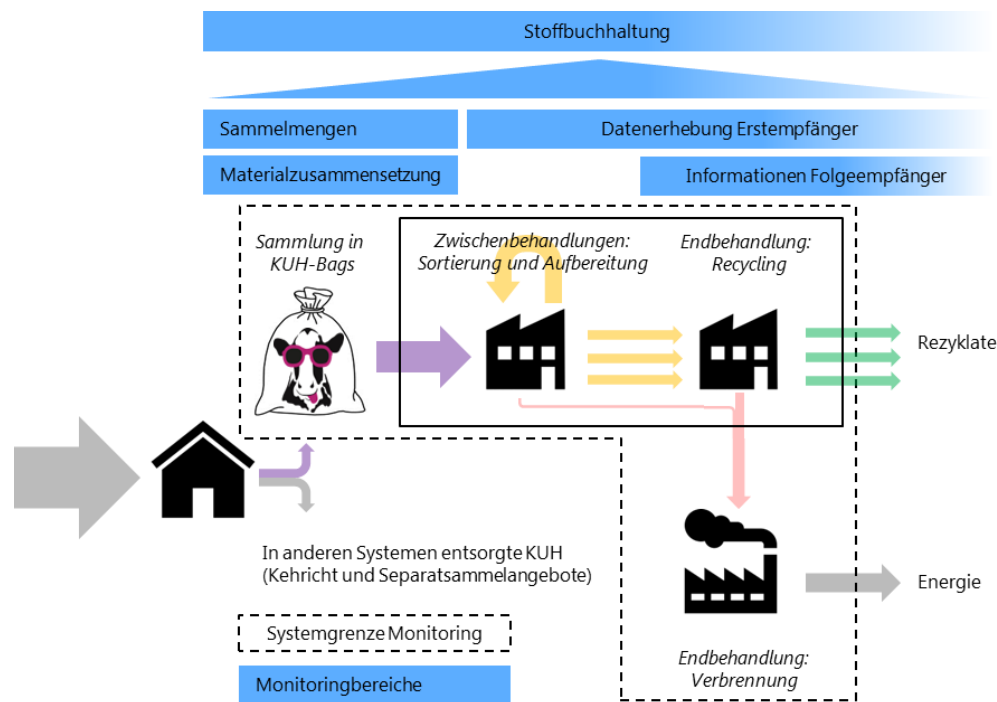 Stoffbuchhaltung
Sammelmengen
Datenerhebung Erstempfänger
Materialzusammensetzung
Informationen Folgeempfänger
Sammlung in
KUH-Bags
Zwischenbehandlungen:
Sortierung und Aufbereitung
Endbehandlung:
Recycling
Rezyklate
In anderen Systemen entsorgte KUH
(Kehricht und Separatsammelangebote)
Energie
Systemgrenze Monitoring
Endbehandlung:
Verbrennung
Monitoringbereiche